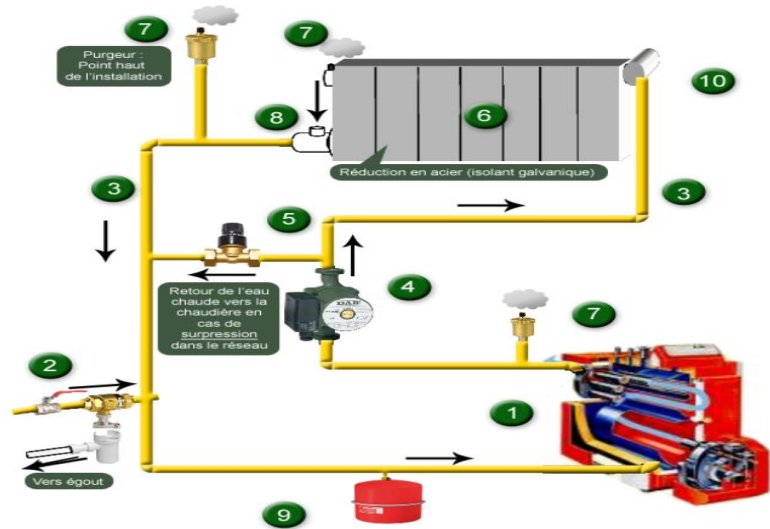 7
Purgeur :
Point haut
de l'installation
7
10
8
6
Réduction en acier (isolant galvanique)
3
3
5
4
Retour de l'eau
chaude vers la
chaudière en
cas de
surpression
dans le réseau
DAB
7
2
1
Vers égout
9